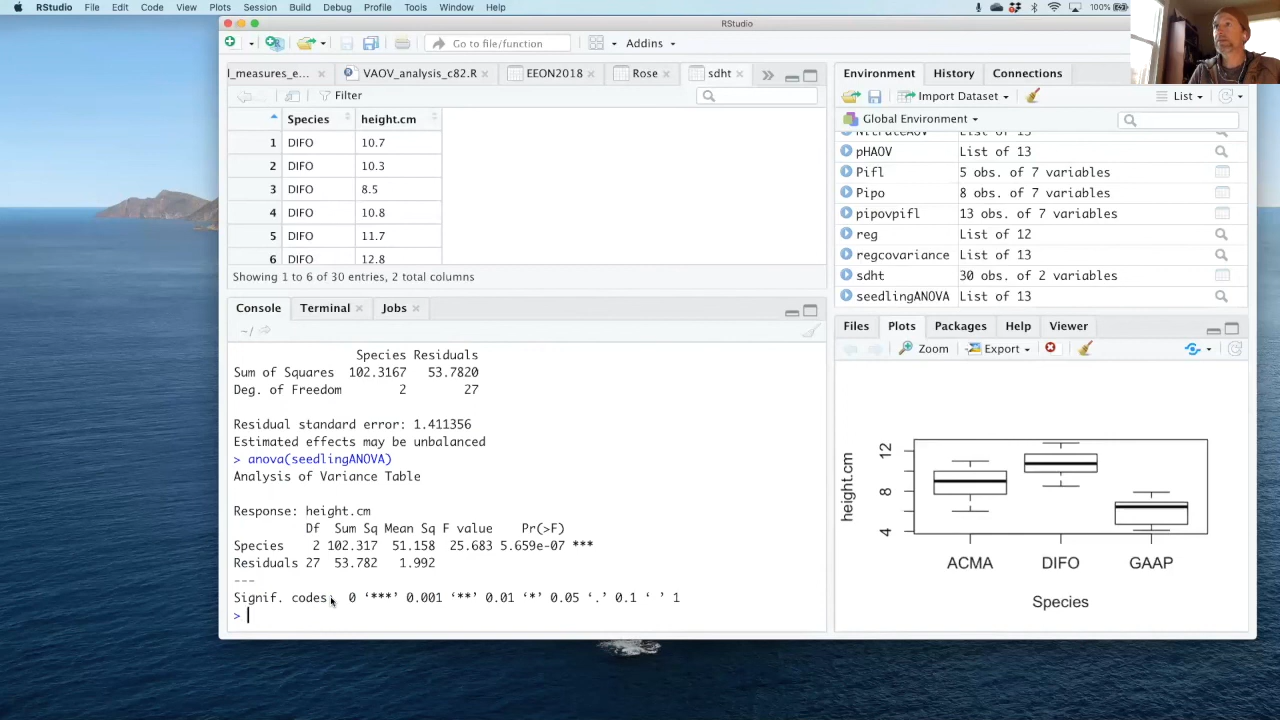 RStudio File Edit Code View Plots Session Build Debug Profile Tools Window Help 100%
RStudio
Go to file/function Addins
l_measures_e... VAOV_analysis_c82.R EEON2018 Rose sdht
Filter
Species height.cm
1 DIFO 10.7
2 DIFO 10.3
3 DIFO 8.5
4 DIFO 10.8
5 DIFO 11.7
6 DIFO 12.8
Showing 1 to 6 of 30 entries, 2 total columns
Console Terminal Jobs
~/
Species Residuals
Sum of Squares 102.3167 53.7820
Deg. of Freedom 2 27
Residual standard error: 1.411356
Estimated effects may be unbalanced
> anova(seedlingANOVA)
Analysis of Variance Table
Response: height.cm
Df Sum Sq Mean Sq F value Pr(>F)
Species 2 102.317 51.158 25.683 5.659e-07 ***
Residuals 27 53.782 1.992
---
Signif. codes: 0 ‘***’ 0.001 ‘**’ 0.01 ‘*’ 0.05 ‘.’ 0.1 ‘ ’ 1
>
Environment History Connections
Import Dataset List
Global Environment
NitrateAOV List of 13
pHAOV List of 13
Pifl 5 obs. of 7 variables
Pipo 8 obs. of 7 variables
pipovpifl 13 obs. of 7 variables
reg List of 12
regcovariance List of 13
sdht 30 obs. of 2 variables
seedlingANOVA List of 13
Files Plots Packages Help Viewer
Zoom Export
height.cm
12
8
4
ACMA DIFO GAAP
Species